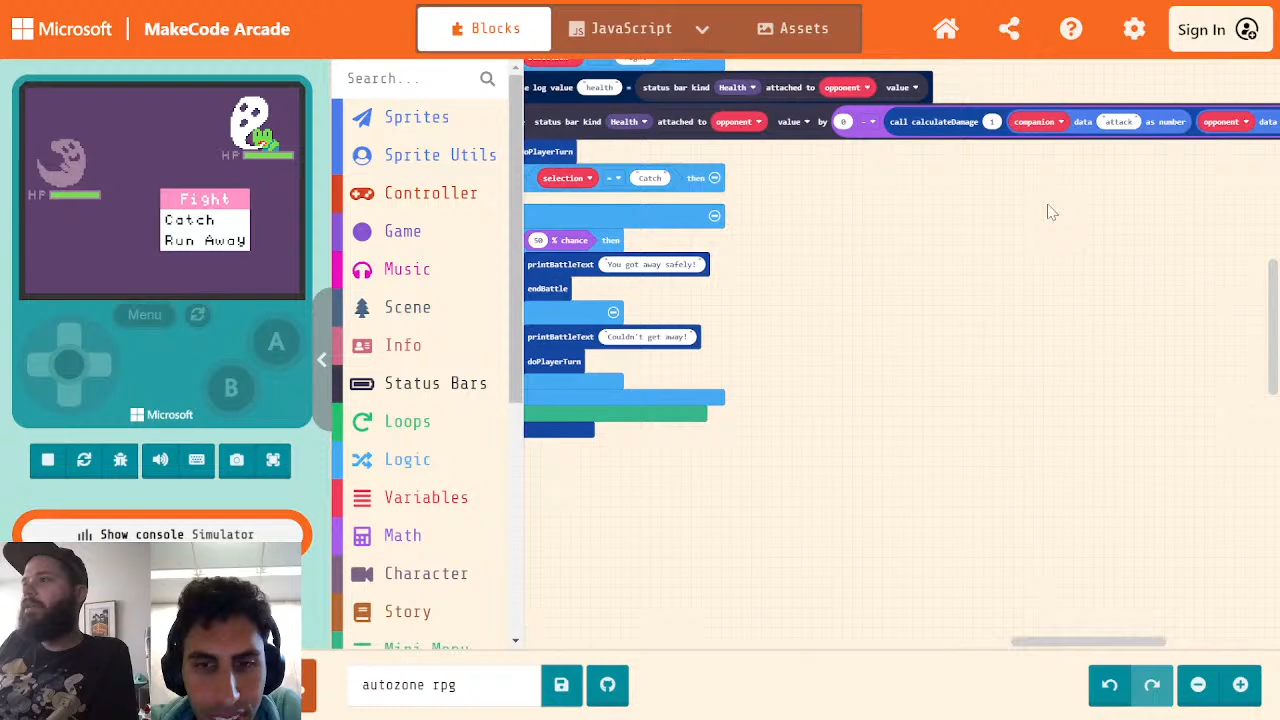 Microsoft
MakeCode Arcade
Blocks
JavaScript
Assets
Sign In
Search...
Sprites
Sprite Utils
Controller
Game
Music
Scene
Info
Status Bars
Loops
Logic
Variables
Math
Character
Story
HP
HP
Fight
Catch
Run Away
Menu
A
B
Microsoft
Show console Simulator
e log value health = status bar kind Health attached to opponent value
status bar kind Health attached to opponent value by 0 - call calculateDamage 1 companion data attack as number opponent data
oPlayerTurn
selection = Catch then
50 % chance then
printBattleText You got away safely!
endBattle
printBattleText Couldn't get away!
doPlayerTurn
autozone rpg